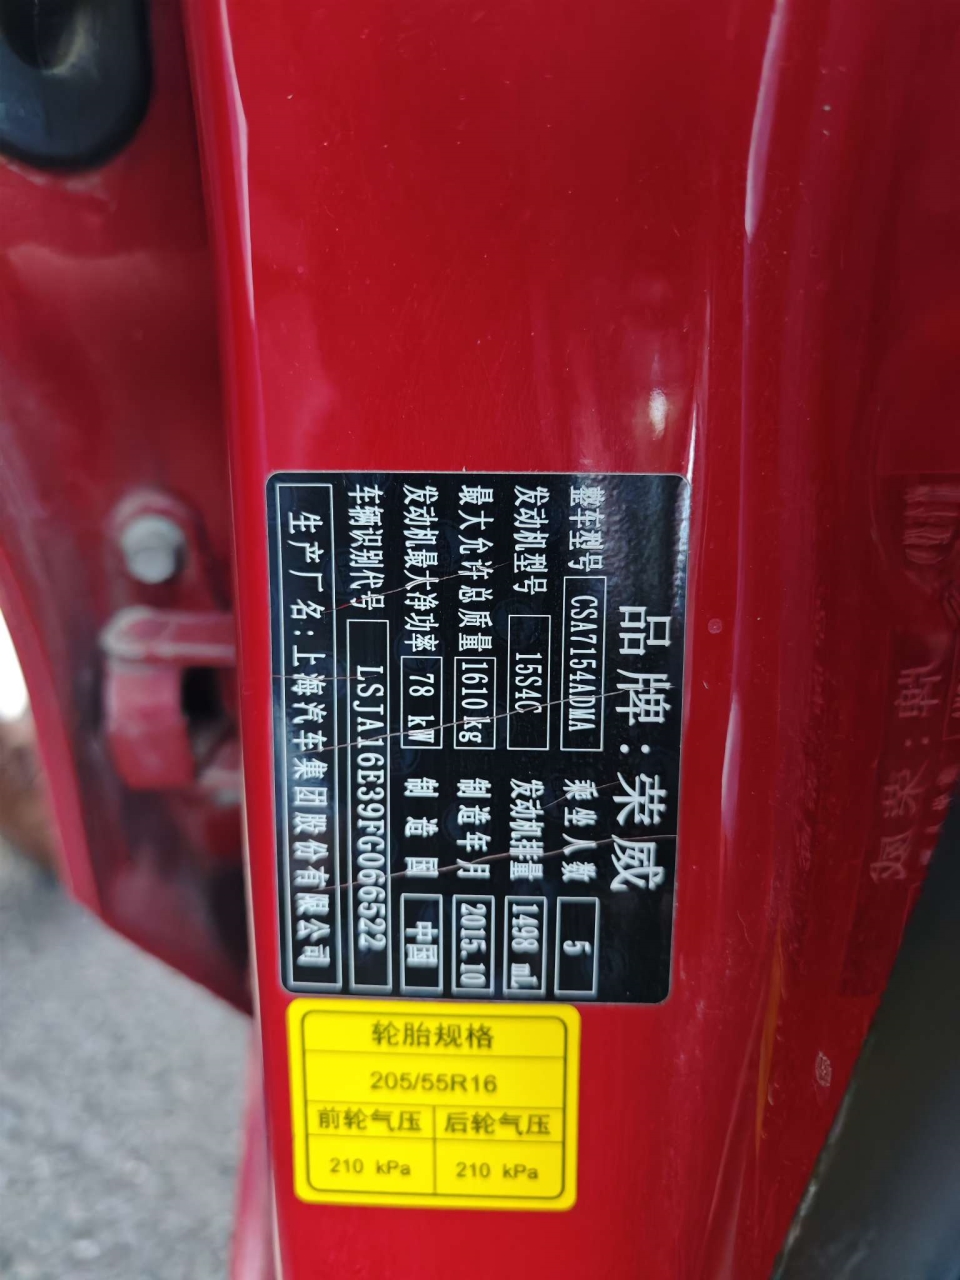 品牌:荣威
整车型号 CSA7154ADMA 乘坐人数 5
发动机型号 15S4C 发动机排量 1498 mL
最大允许总质量 1610 kg 制造年月 2015.10
发动机最大净功率 78 kW 制造国 中国
车辆识别代号 LSJA16E39FG066522
生产厂名:上海汽车集团股份有限公司
轮胎规格
205/55R16
前轮气压 后轮气压
210 kPa 210 kPa